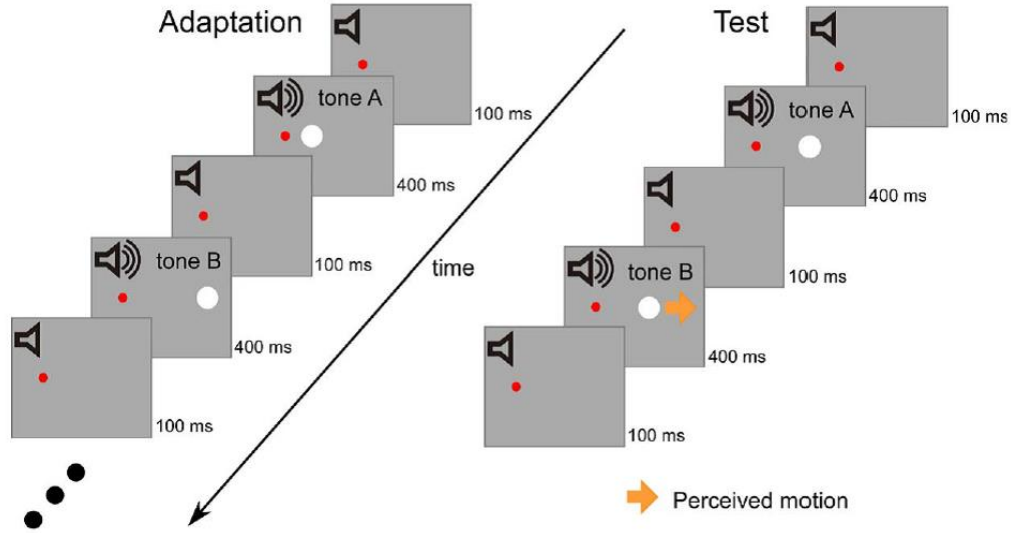 Adaptation
100 ms
tone A
400 ms
100 ms
tone B
400 ms
100 ms
time
Test
100 ms
tone A
400 ms
100 ms
tone B
400 ms
100 ms
Perceived motion